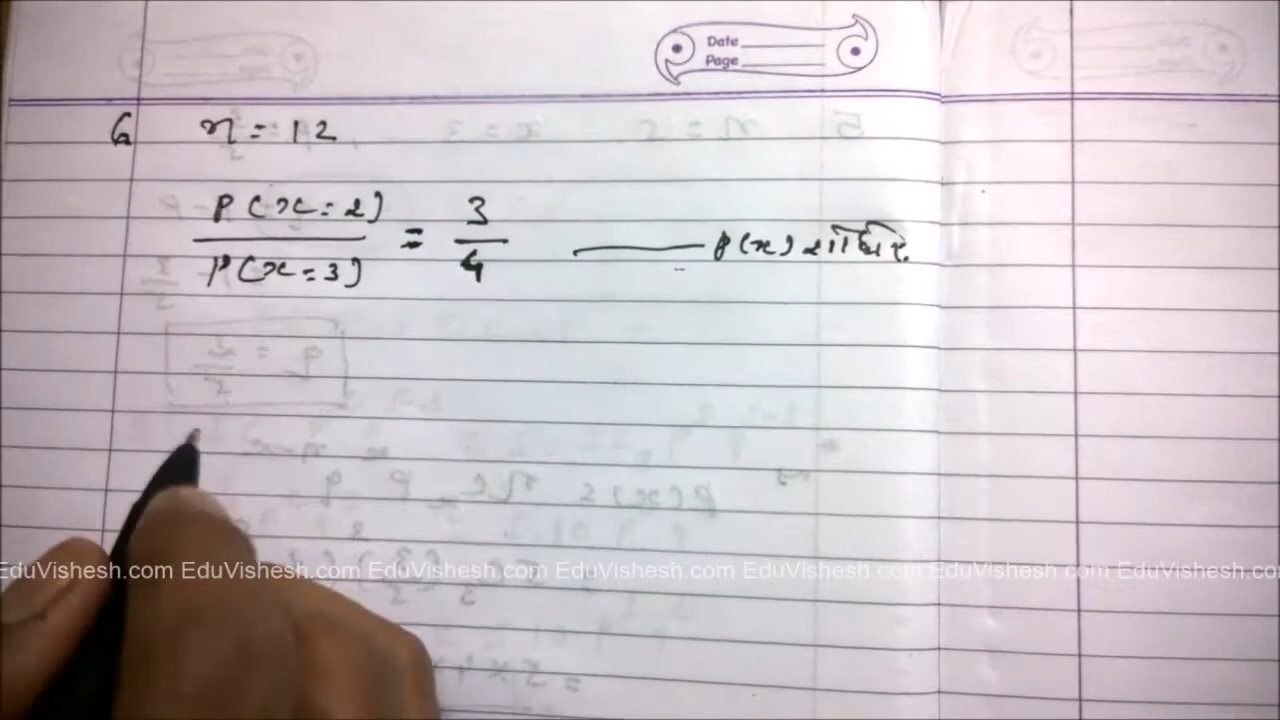 Date
Page
6 n = 12
P(x=2) / P(x=3) = 3/4 — P(x)
EduVishesh.com EduVishesh.com EduVishesh.com EduVishesh.com EduVishesh.com EduVishesh.com EduVishesh.co